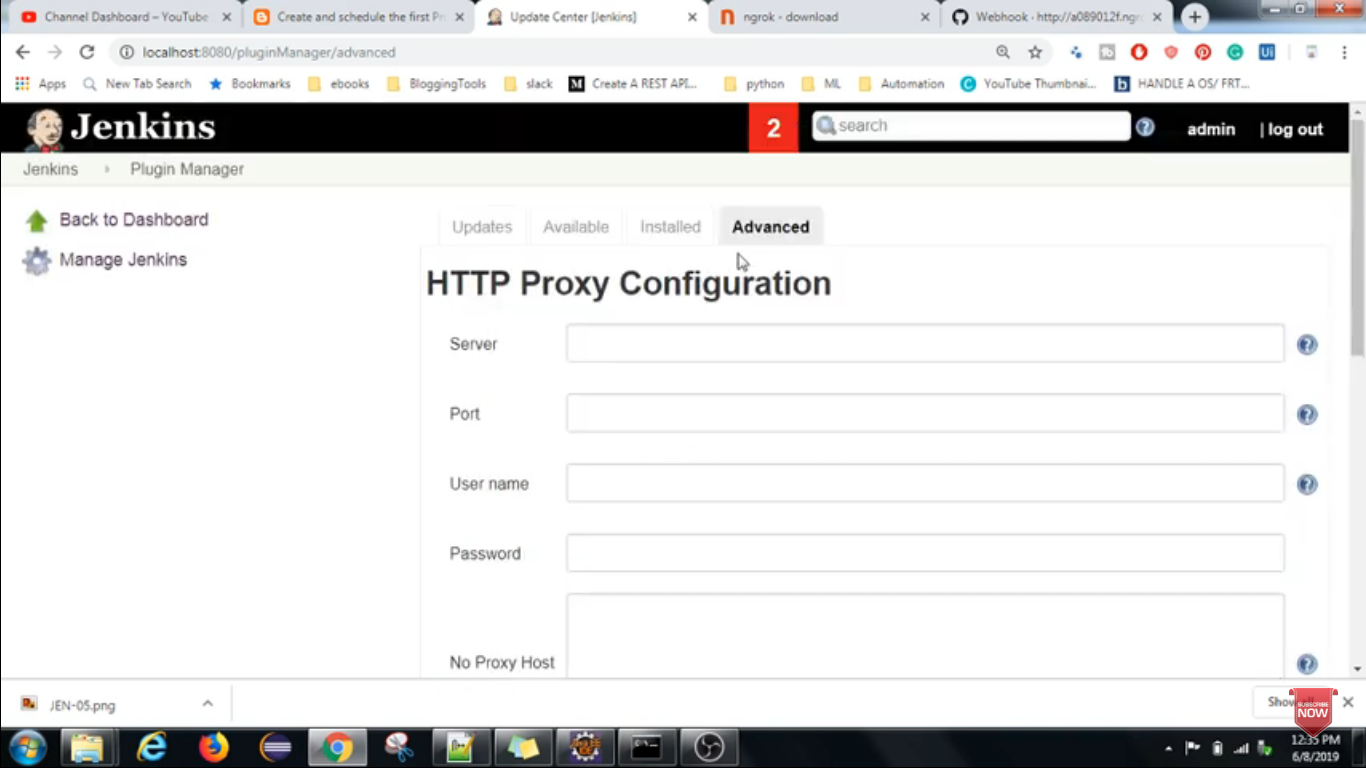 Channel Dashboard – YouTube
Create and schedule the first Pr
Update Center [Jenkins]
ngrok - download
Webhook · http://a089012f.ngr
localhost:8080/pluginManager/advanced
Apps
New Tab Search
Bookmarks
ebooks
BloggingTools
slack
Create A REST API...
python
ML
Automation
YouTube Thumbnai...
HANDLE A OS/ FRT...
Jenkins
2
search
admin
| log out
Jenkins
Plugin Manager
Back to Dashboard
Manage Jenkins
Updates
Available
Installed
Advanced
HTTP Proxy Configuration
Server
Port
User name
Password
No Proxy Host
JEN-05.png
Show
SUBSCRIBE
NOW
12:35 PM
6/8/2019